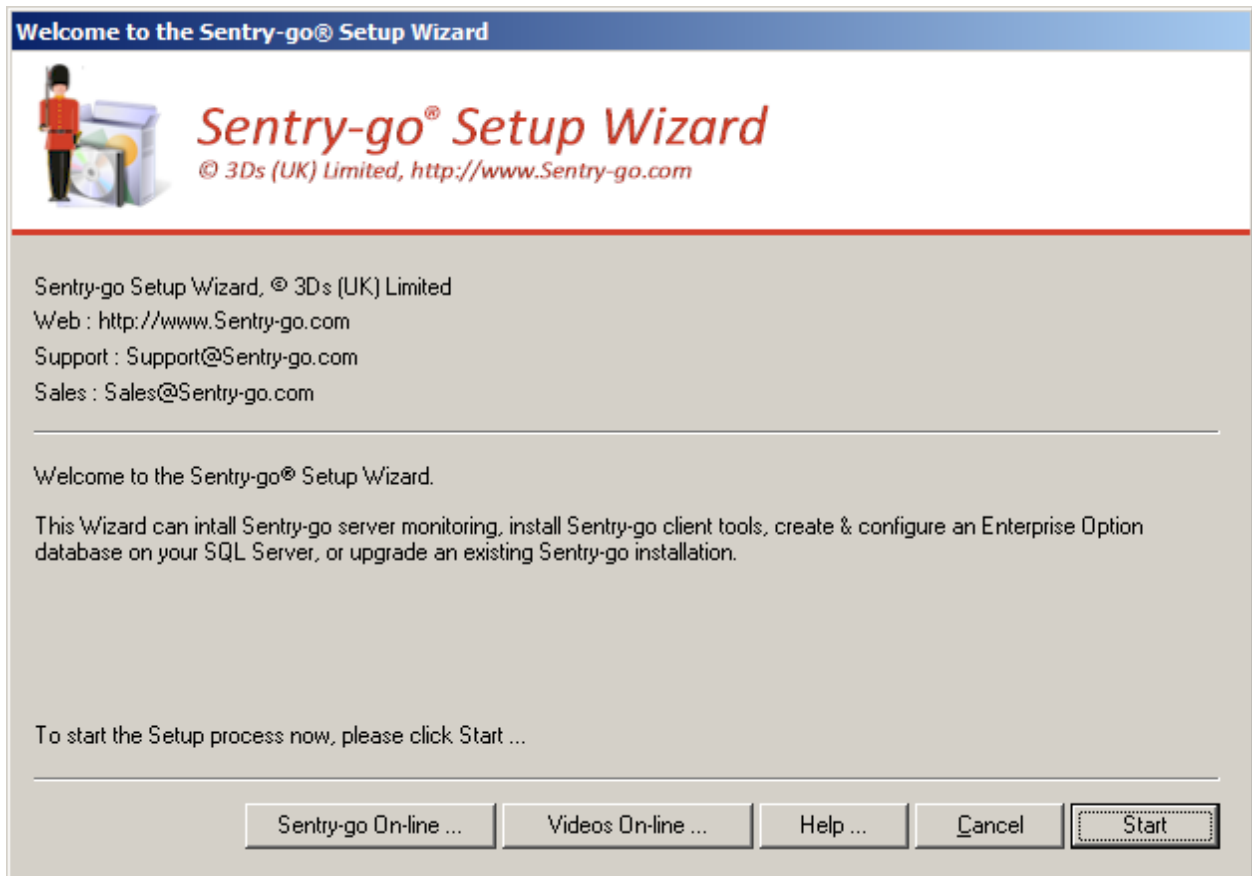 Welcome to the Sentry-go® Setup Wizard
Sentry-go® Setup Wizard
© 3Ds (UK) Limited, http://www.Sentry-go.com
Sentry-go Setup Wizard, © 3Ds (UK) Limited
Web : http://www.Sentry-go.com
Support : Support@Sentry-go.com
Sales : Sales@Sentry-go.com
Welcome to the Sentry-go® Setup Wizard.
This Wizard can intall Sentry-go server monitoring, install Sentry-go client tools, create & configure an Enterprise Option
database on your SQL Server, or upgrade an existing Sentry-go installation.
To start the Setup process now, please click Start ...
Sentry-go On-line ... Videos On-line ... Help ... Cancel Start